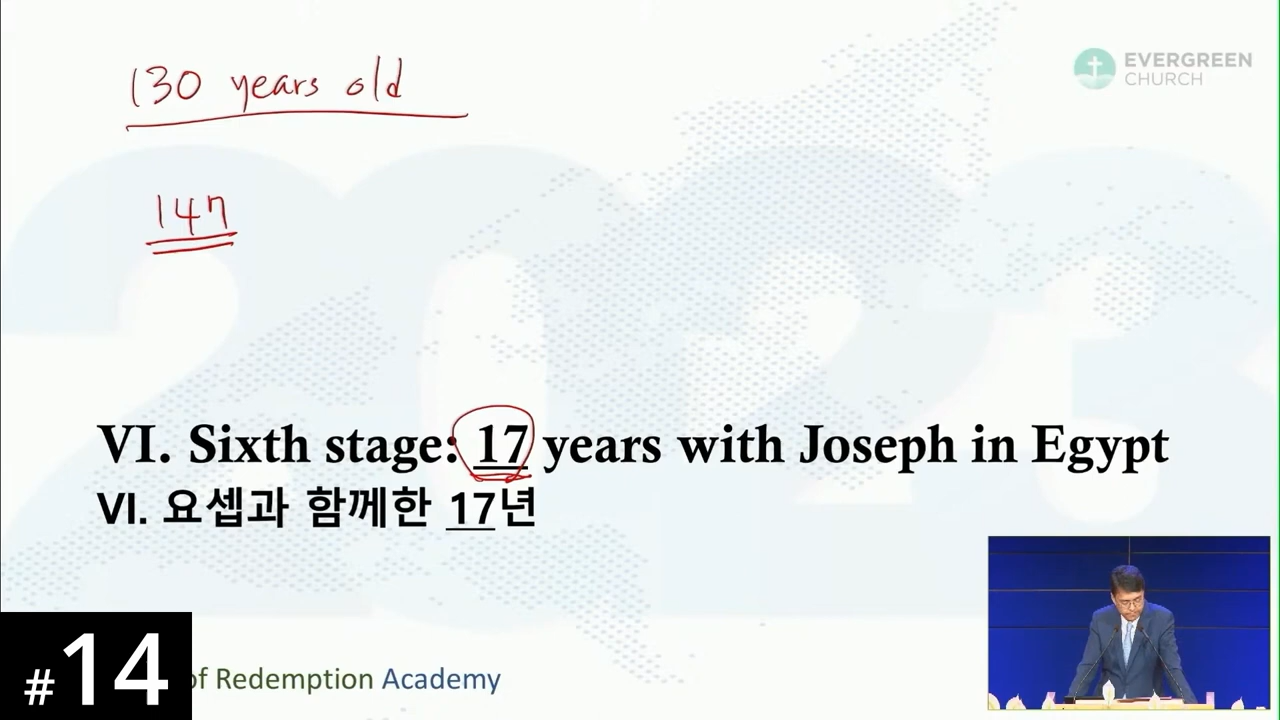 130 years old
EVERGREEN
CHURCH
147
VI. Sixth stage: 17 years with Joseph in Egypt
VI. 요셉과 함께한 17년
#14
of Redemption Academy